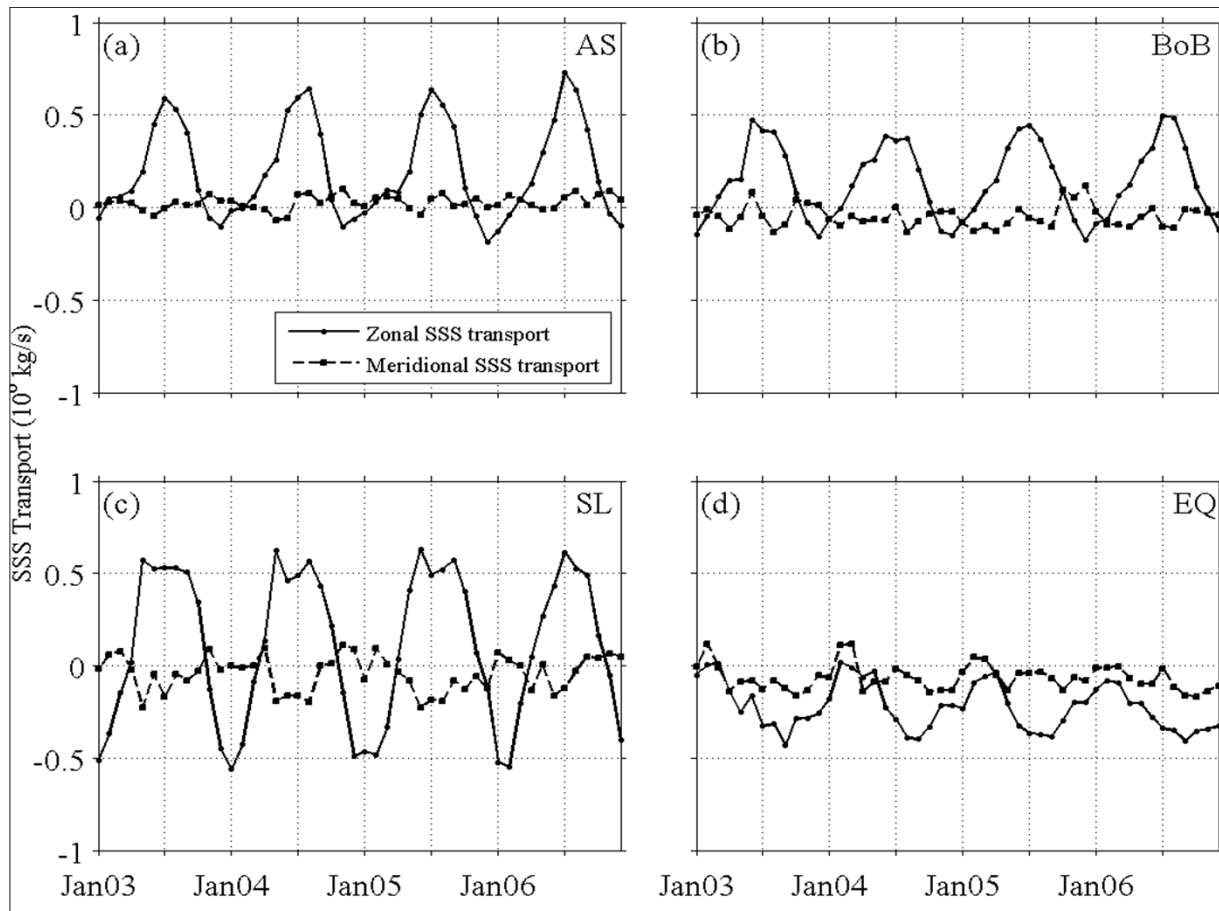 (a) AS
(b) BoB
1
0.5
0
-0.5
-1
Zonal SSS transport
Meridional SSS transport
SSS Transport (10⁶ kg/s)
(c) SL
(d) EQ
1
0.5
0
-0.5
-1
Jan03 Jan04 Jan05 Jan06
Jan03 Jan04 Jan05 Jan06